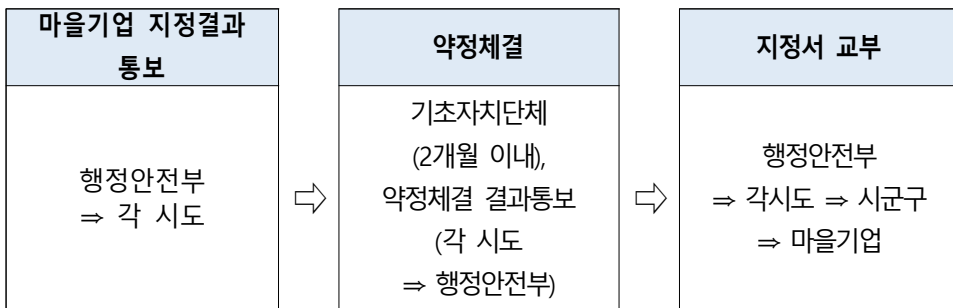 마을기업 지정결과
통보
행정안전부
⇒ 각 시도
약정체결
기초자치단체
(2개월 이내),
약정체결 결과통보
(각 시도
⇒ 행정안전부)
지정서 교부
행정안전부
⇒ 각시도 ⇒ 시군구
⇒ 마을기업